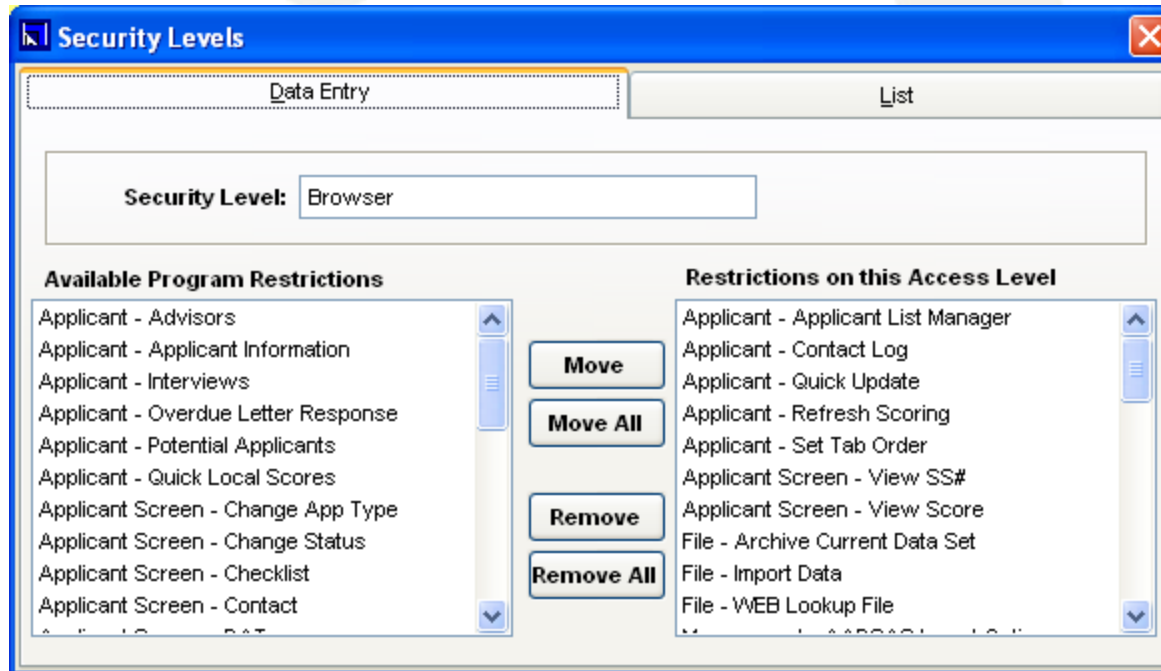 Security Levels
Data Entry
List
Security Level: Browser
Available Program Restrictions
Applicant - Advisors
Applicant - Applicant Information
Applicant - Interviews
Applicant - Overdue Letter Response
Applicant - Potential Applicants
Applicant - Quick Local Scores
Applicant Screen - Change App Type
Applicant Screen - Change Status
Applicant Screen - Checklist
Applicant Screen - Contact
Move
Move All
Remove
Remove All
Restrictions on this Access Level
Applicant - Applicant List Manager
Applicant - Contact Log
Applicant - Quick Update
Applicant - Refresh Scoring
Applicant - Set Tab Order
Applicant Screen - View SS#
Applicant Screen - View Score
File - Archive Current Data Set
File - Import Data
File - WEB Lookup File